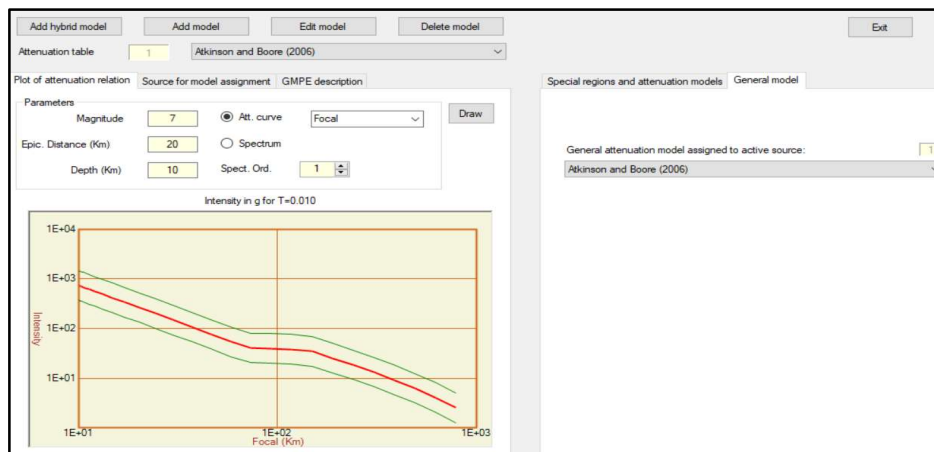 Add hybrid model Add model Edit model Delete model Exit
Attenuation table 1 Atkinson and Boore (2006)
Plot of attenuation relation Source for model assignment GMPE description
Special regions and attenuation models General model
Parameters
Magnitude 7 Att. curve Focal Draw
Epic. Distance (Km) 20 Spectrum
Depth (Km) 10 Spect. Ord. 1
General attenuation model assigned to active source: 1
Atkinson and Boore (2006)
Intensity in g for T=0.010
1E+04
1E+03
1E+02
1E+01
Intensity
1E+01 1E+02 1E+03
Focal (Km)